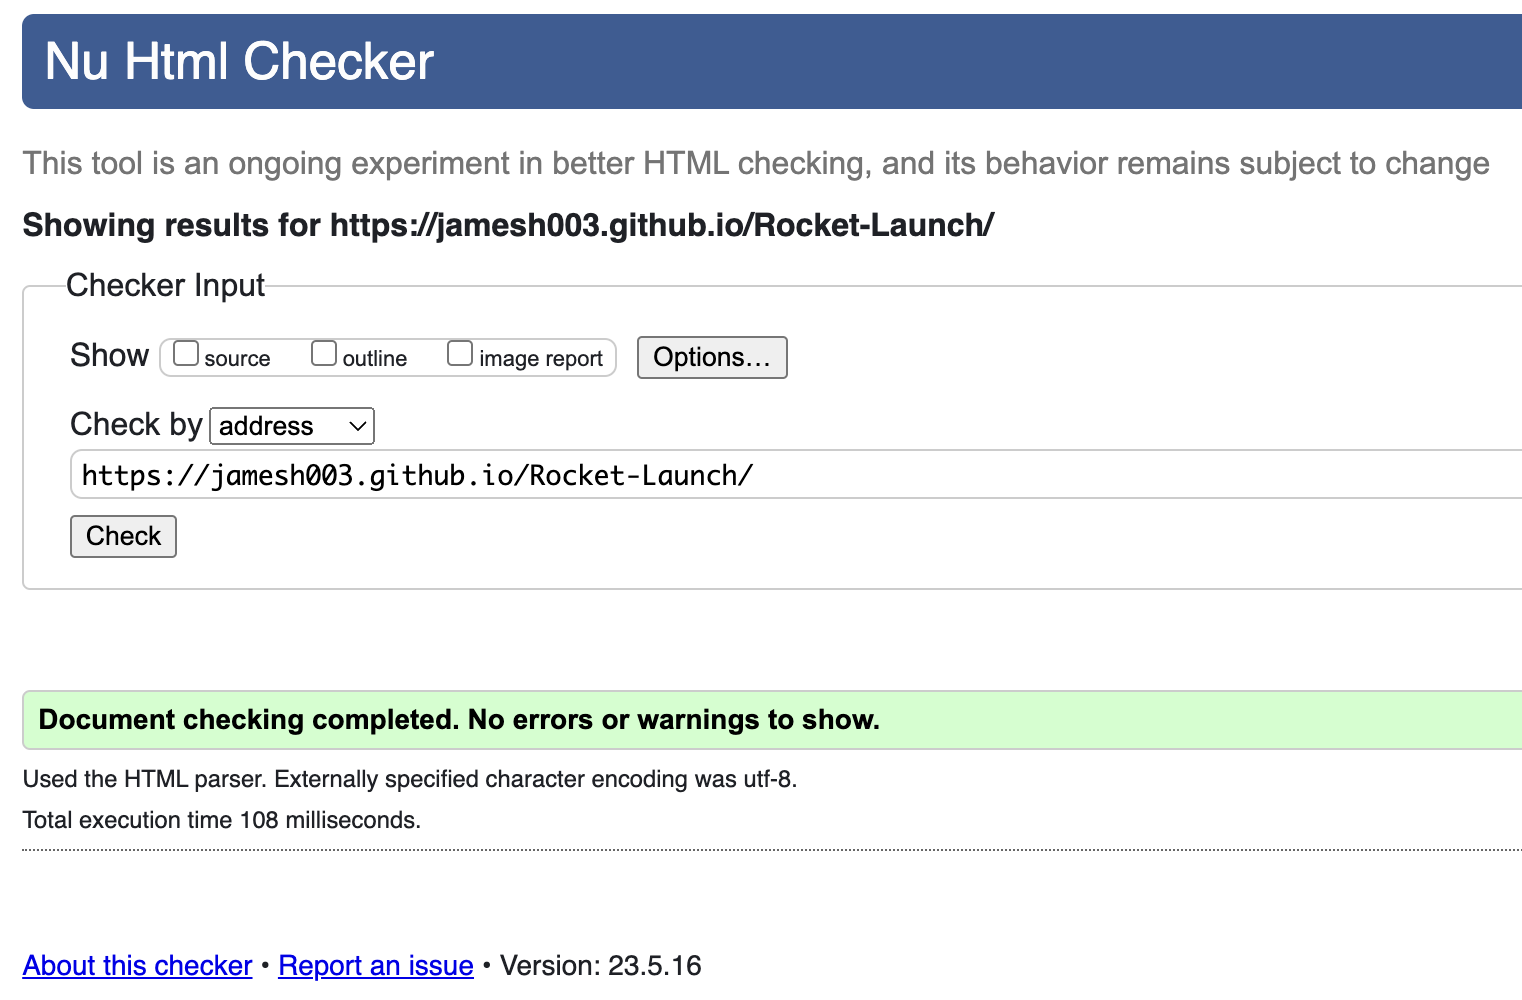 Nu Html Checker
This tool is an ongoing experiment in better HTML checking, and its behavior remains subject to change
Showing results for https://jamesh003.github.io/Rocket-Launch/
Checker Input
Show source outline image report Options…
Check by address
https://jamesh003.github.io/Rocket-Launch/
Check
Document checking completed. No errors or warnings to show.
Used the HTML parser. Externally specified character encoding was utf-8.
Total execution time 108 milliseconds.
About this checker • Report an issue • Version: 23.5.16